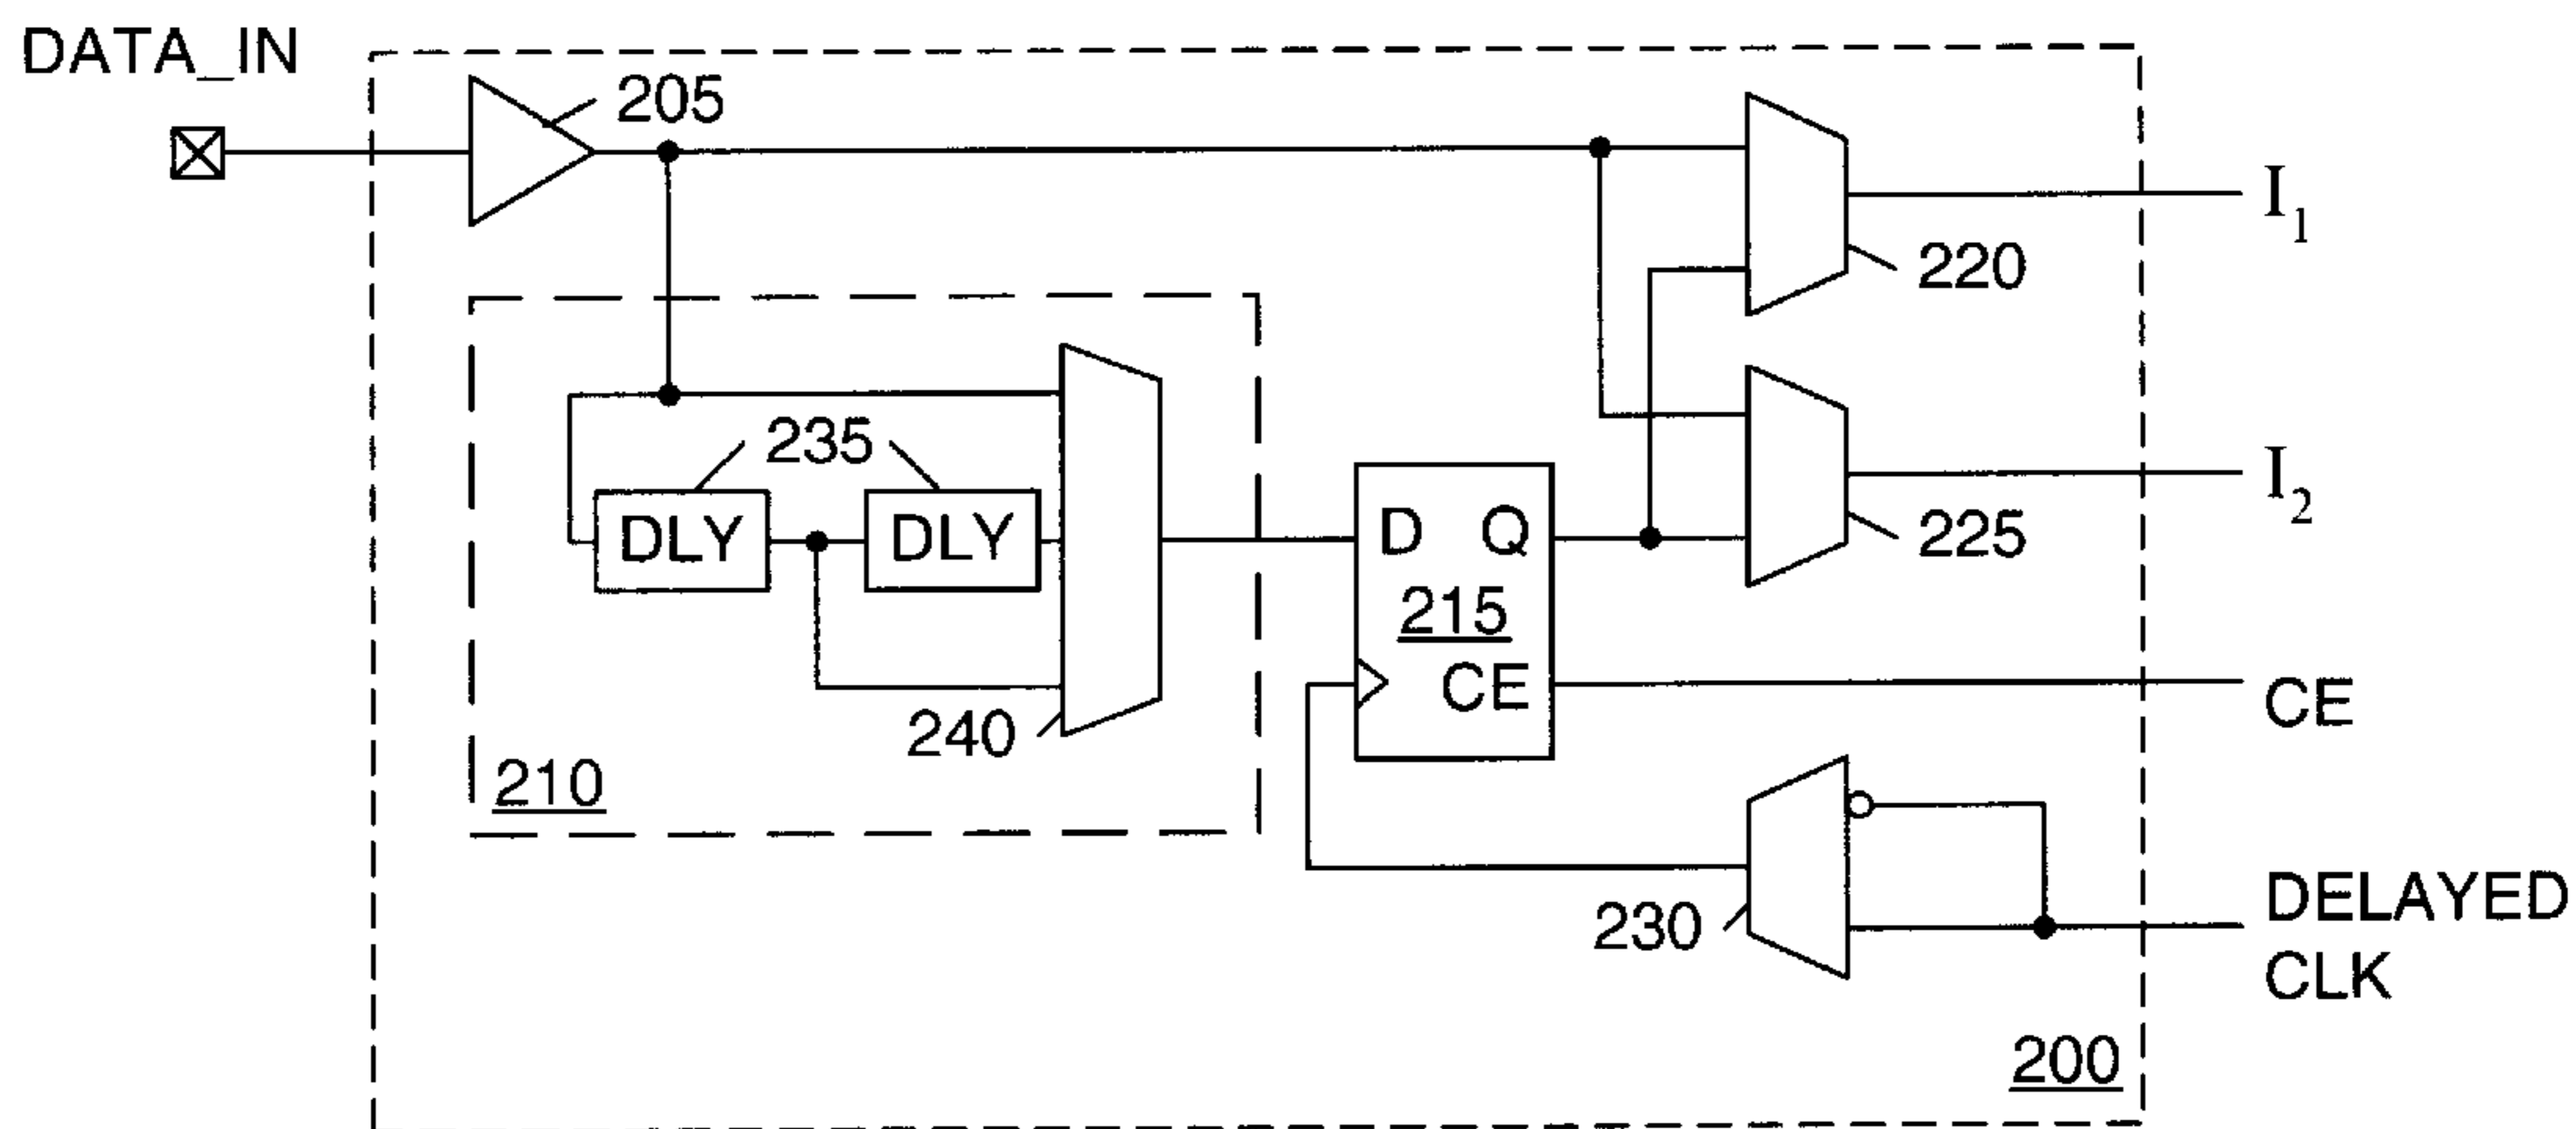 DATA_IN
205
I1
220
235
DLY
DLY
I2
D Q
225
215
CE
CE
240
210
230
DELAYED
CLK
200